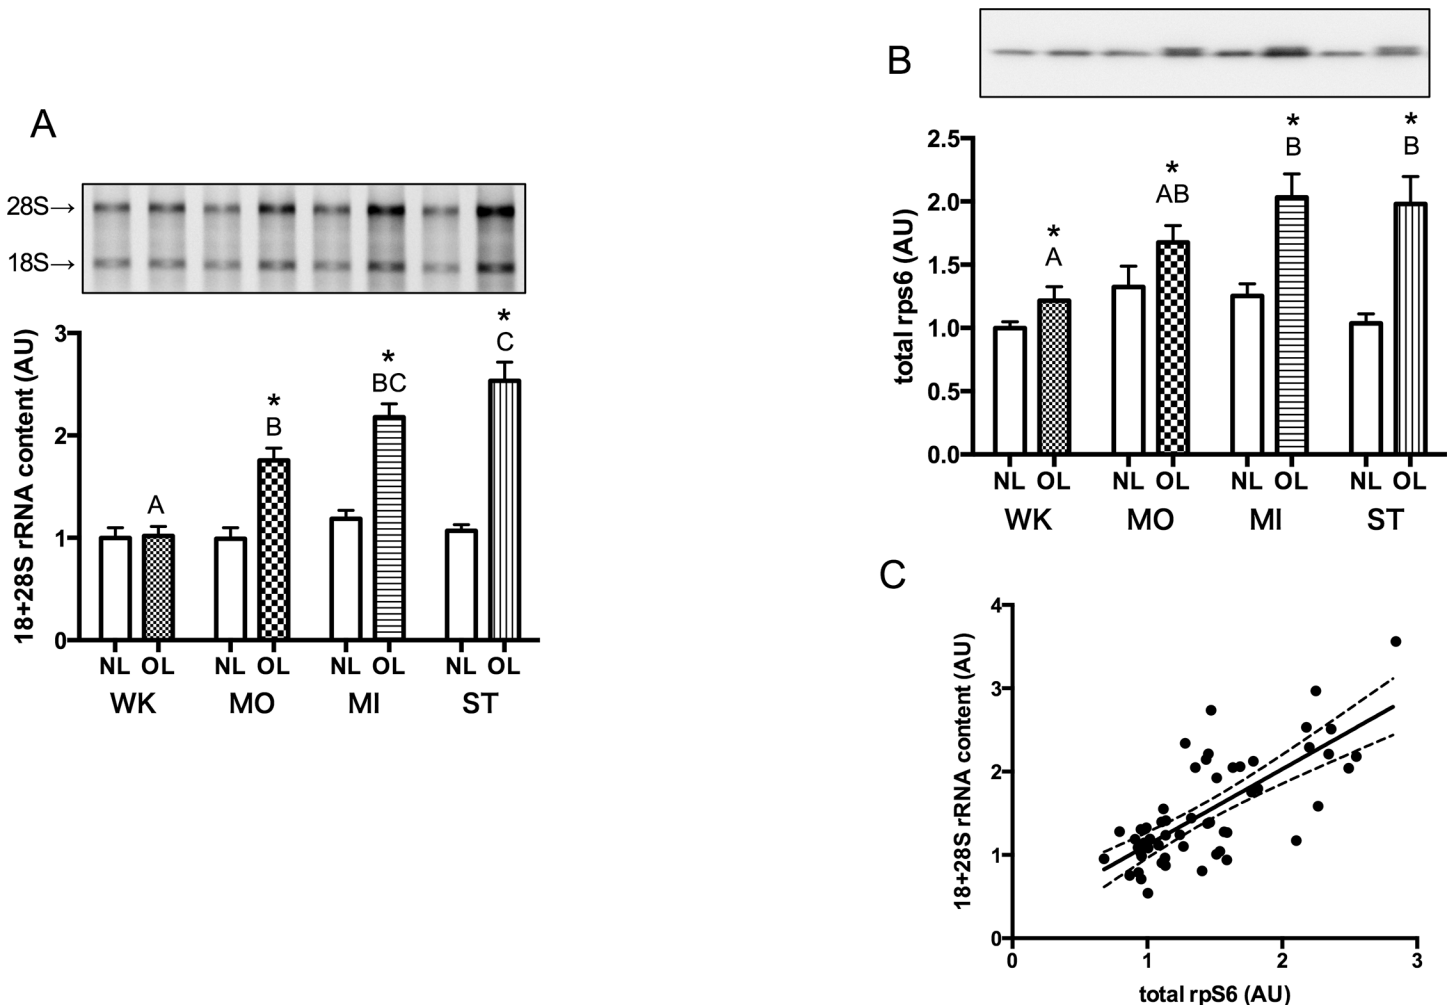 A
28S→
18S→
18+28S rRNA content (AU)
3
2
1
0
A
*
B
*
BC
*
C
NL OL NL OL NL OL NL OL
WK MO MI ST
B
total rps6 (AU)
2.5
2.0
1.5
1.0
0.5
0.0
*
A
*
AB
*
B
*
B
NL OL NL OL NL OL NL OL
WK MO MI ST
C
18+28S rRNA content (AU)
4
3
2
1
0
0 1 2 3
total rpS6 (AU)